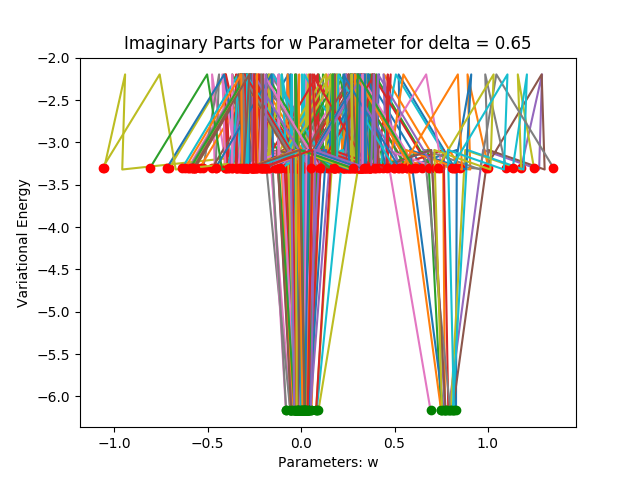 Imaginary Parts for w Parameter for delta = 0.65
−2.0
−2.5
−3.0
−3.5
−4.0
−4.5
−5.0
−5.5
−6.0
Variational Energy
−1.0 −0.5 0.0 0.5 1.0
Parameters: w